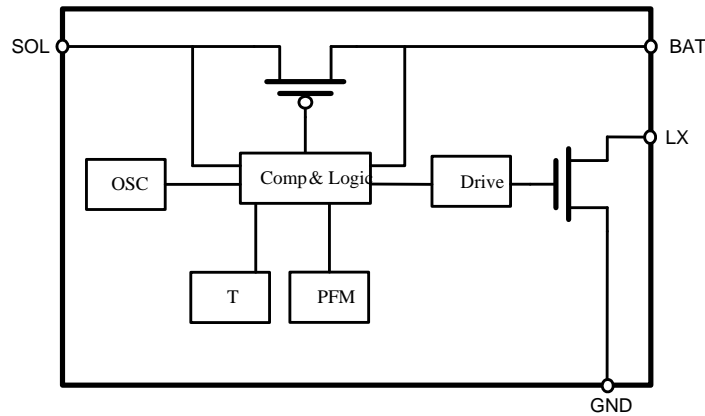 SOL
BAT
LX
OSC
Comp & Logic
Drive
T
PFM
GND